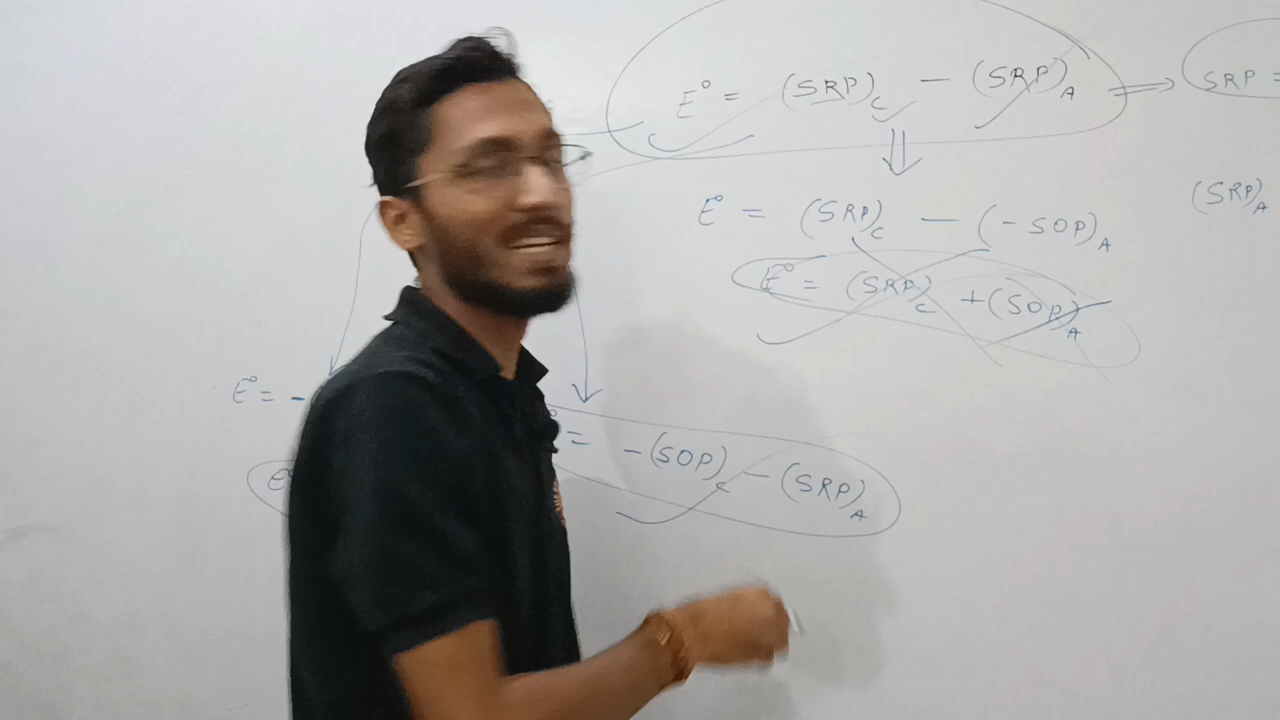 E° = (SRP)C − (SRP)A ⇒ SRP =
E° = (SRP)C − (−SOP)A
(SRP)A
E° = (SRP)C + (SOP)A
E° = −
° = −(SOP)C − (SRP)A
E°